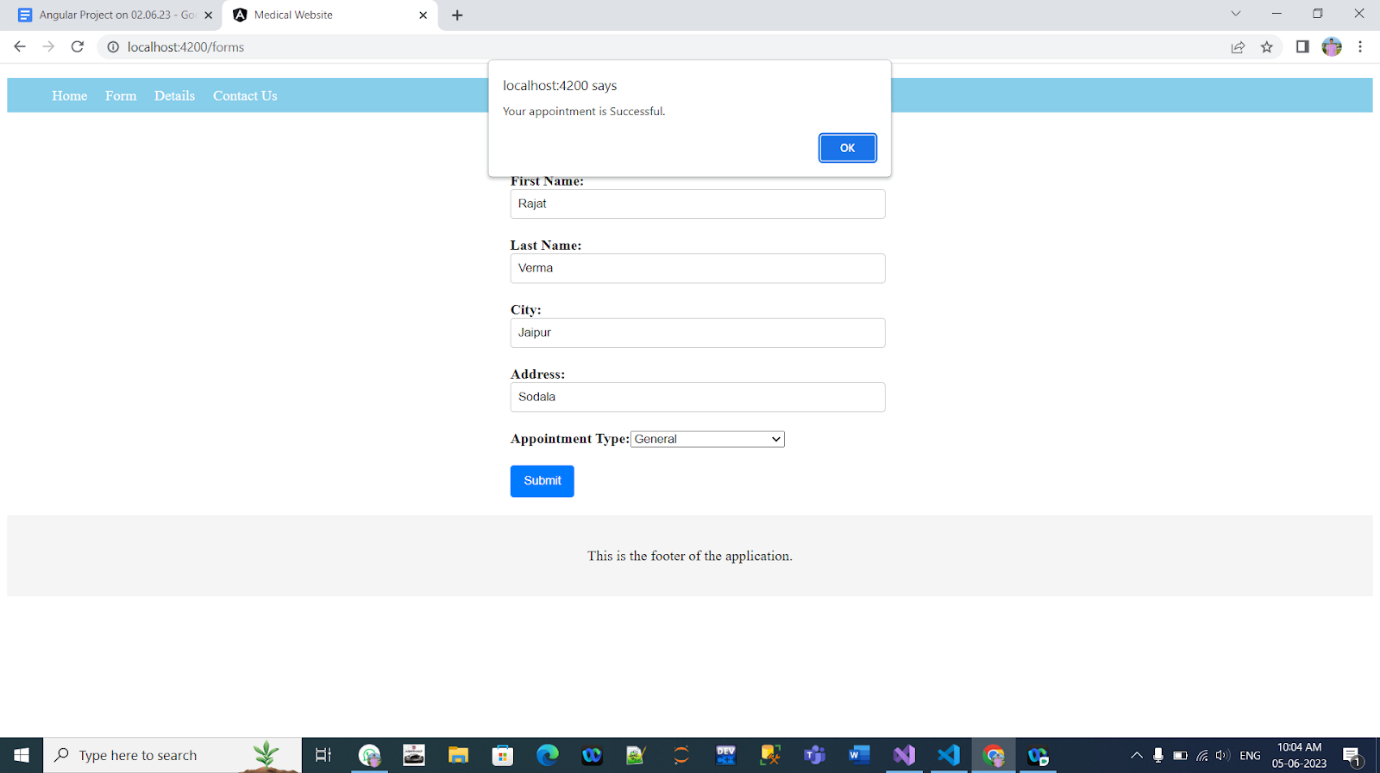 Angular Project on 02.06.23 - Go
Medical Website
localhost:4200/forms
localhost:4200 says
Your appointment is Successful.
OK
Home Form Details Contact Us
First Name:
Rajat
Last Name:
Verma
City:
Jaipur
Address:
Sodala
Appointment Type: General
Submit
This is the footer of the application.
Type here to search
DEV
ENG
10:04 AM
05-06-2023
1